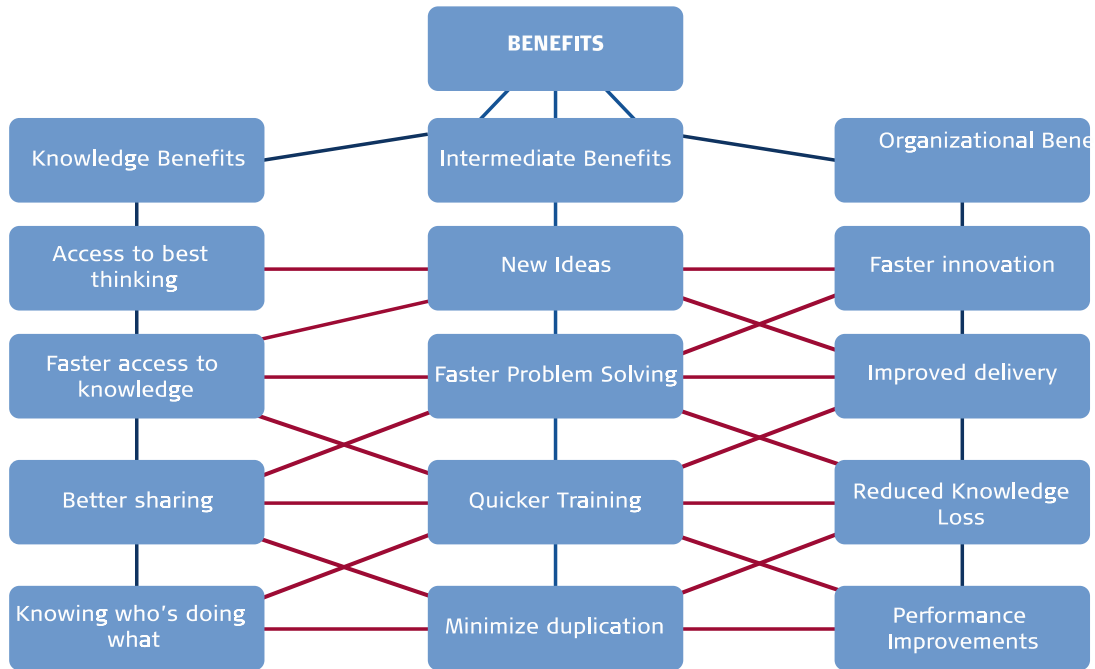 BENEFITS
Knowledge Benefits
Intermediate Benefits
Organizational Bene
Access to best
thinking
New Ideas
Faster innovation
Faster access to
knowledge
Faster Problem Solving
Improved delivery
Better sharing
Quicker Training
Reduced Knowledge
Loss
Knowing who's doing
what
Minimize duplication
Performance
Improvements